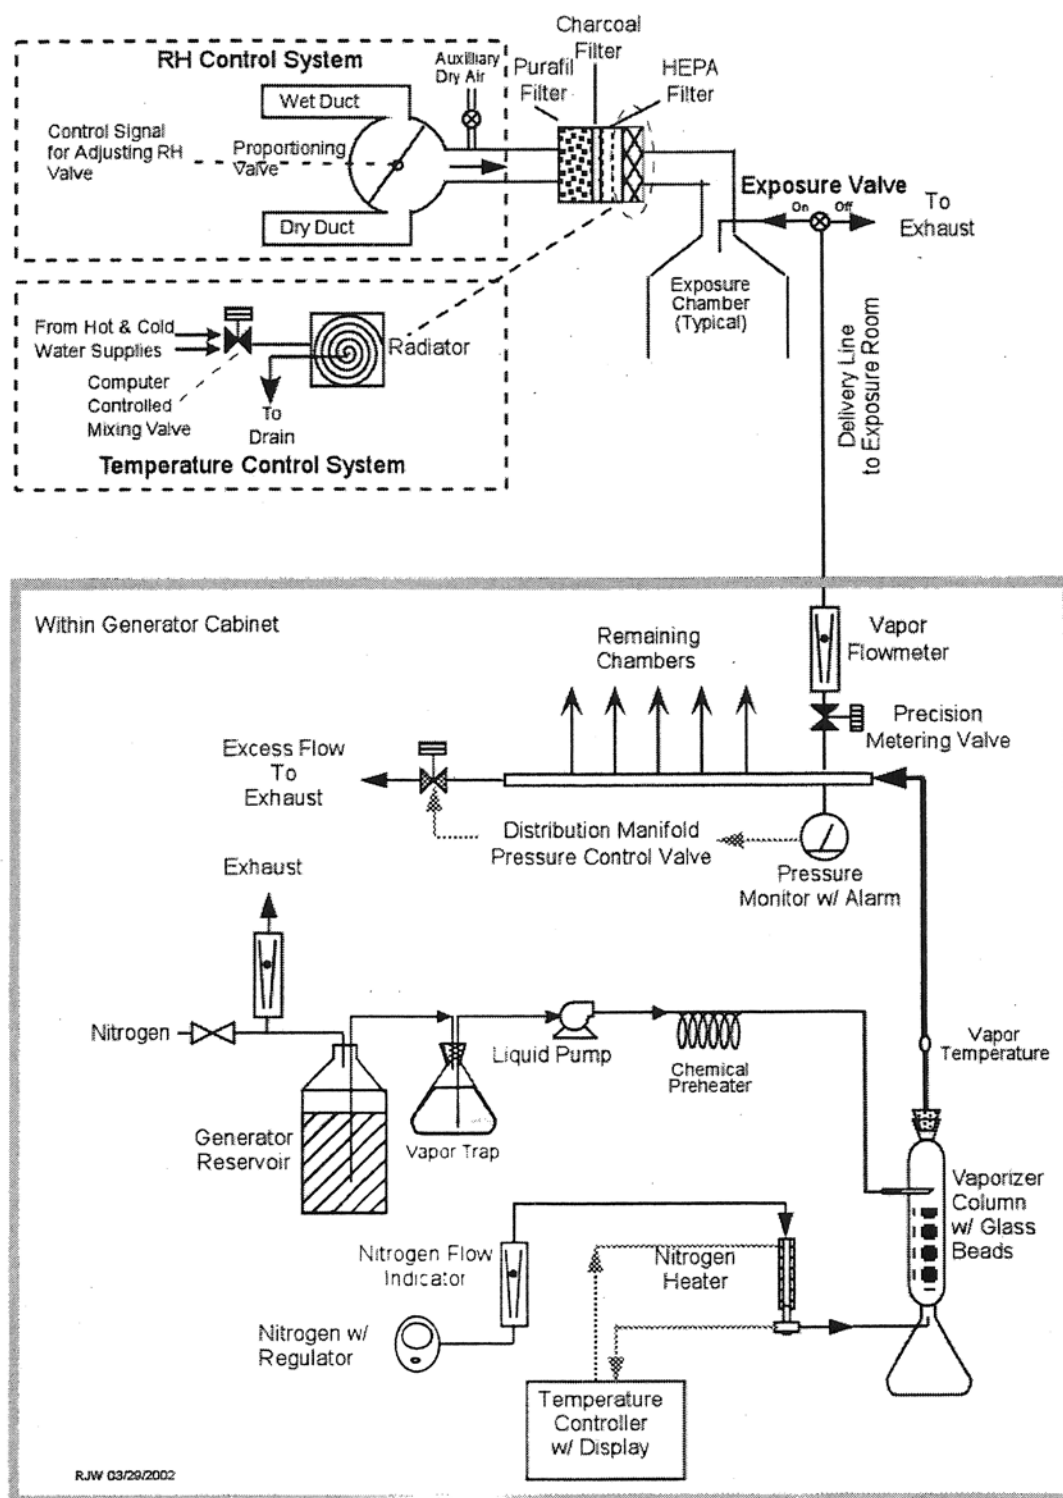 RH Control System
Wet Duct
Control Signal
for Adjusting RH
Valve
Proportioning
Valve
Dry Duct
Auxilliary
Dry Air
Purafil
Filter
Charcoal
Filter
HEPA
Filter
Exposure Valve
On
Off
To
Exhaust
Exposure
Chamber
(Typical)
From Hot & Cold
Water Supplies
Radiator
Computer
Controlled
Mixing Valve
To
Drain
Temperature Control System
Delivery Line
to Exposure Room
Within Generator Cabinet
Remaining
Chambers
Vapor
Flowmeter
Precision
Metering Valve
Excess Flow
To
Exhaust
Distribution Manifold
Pressure Control Valve
Pressure
Monitor w/ Alarm
Exhaust
Nitrogen
Generator
Reservoir
Vapor Trap
Liquid Pump
Chemical
Preheater
Vapor
Temperature
Vaporizer
Column
w/ Glass
Beads
Nitrogen Flow
Indicator
Nitrogen
Heater
Nitrogen w/
Regulator
Temperature
Controller
w/ Display
RJW 03/29/2002